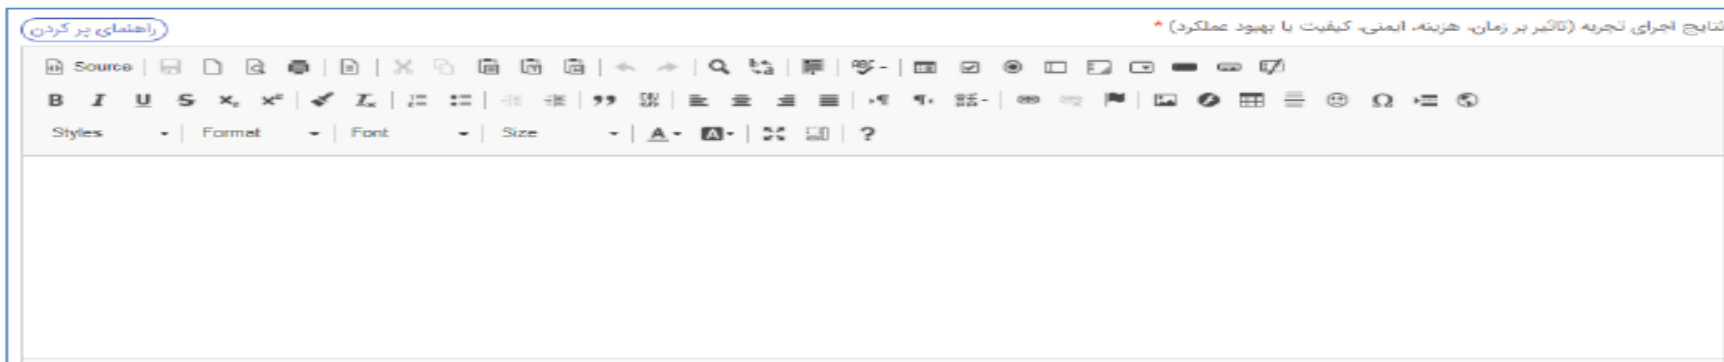 نتایج اجرای تجربه (تاثیر بر زمان، هزینه، ایمنی، کیفیت یا بهبود عملکرد) *
راهنمای پر کردن
Source
Styles Format Font Size